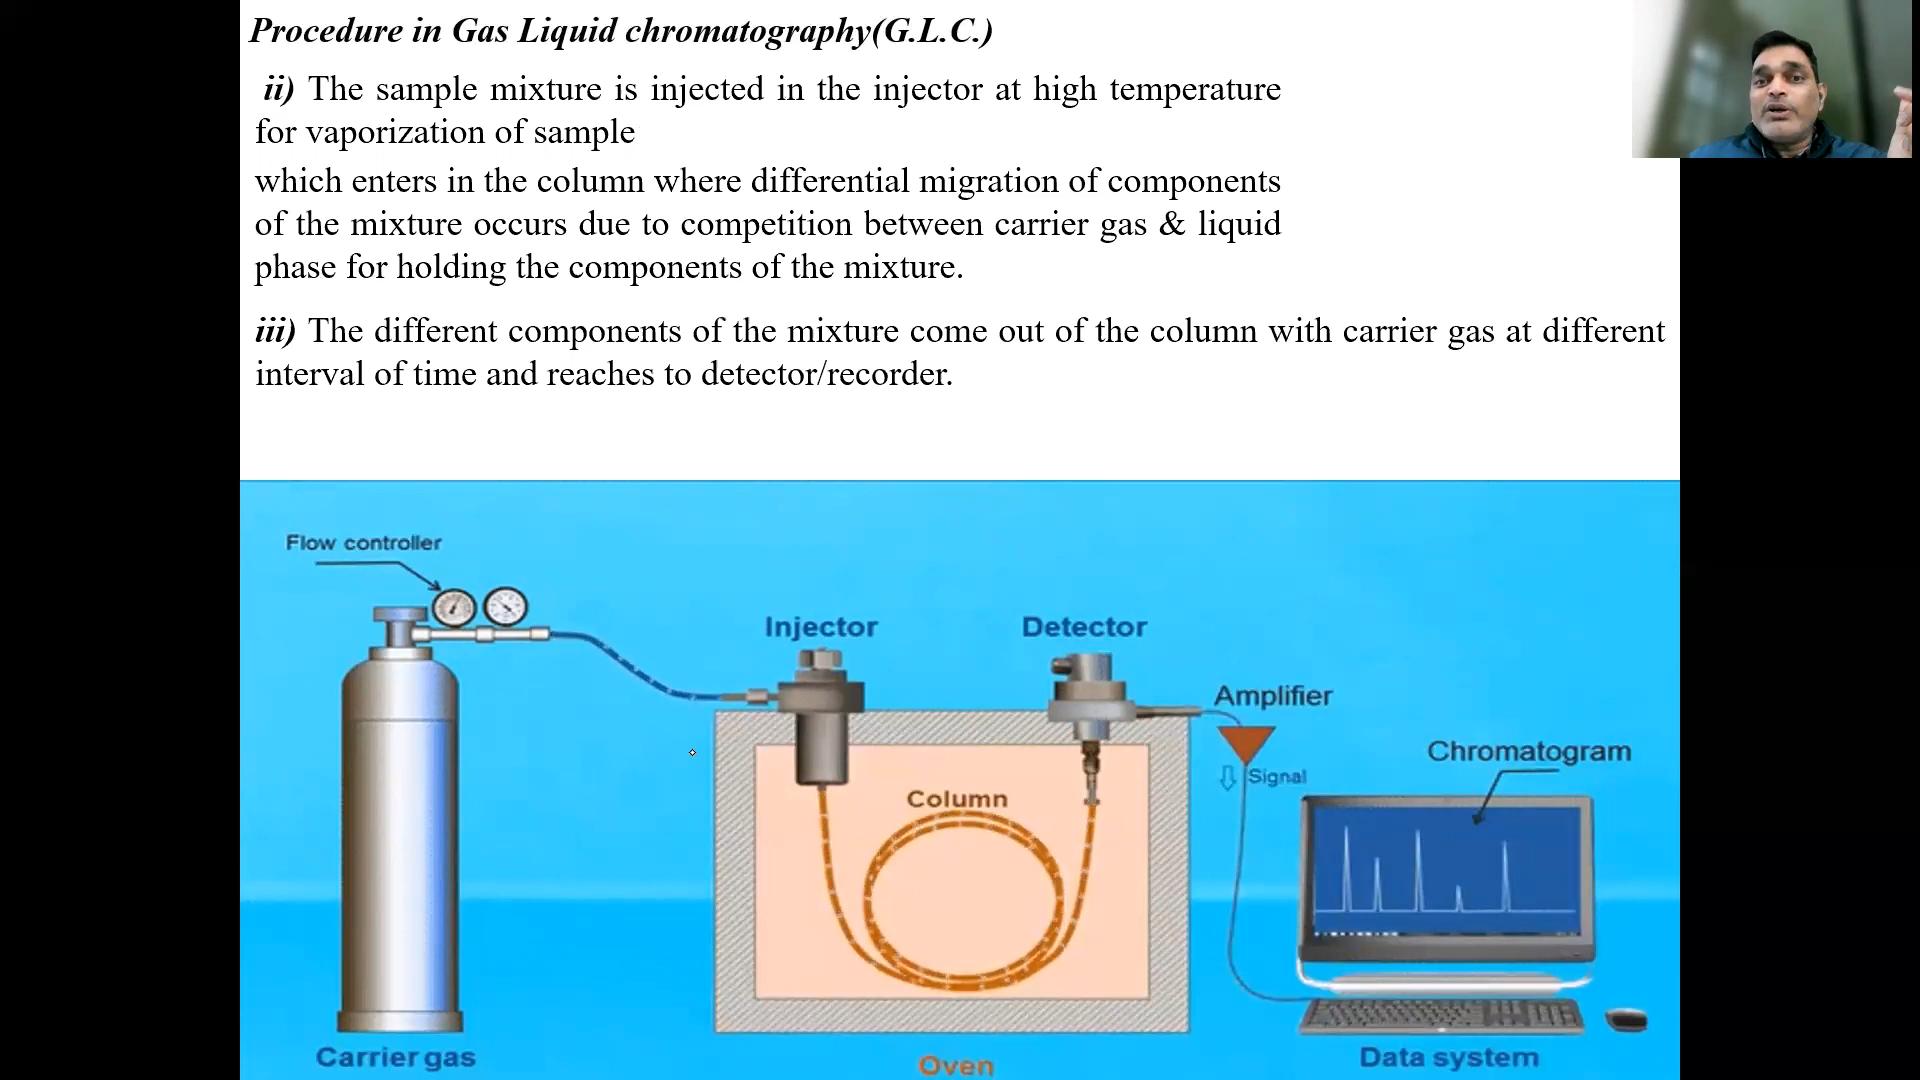 Procedure in Gas Liquid chromatography(G.L.C.)
ii) The sample mixture is injected in the injector at high temperature
for vaporization of sample
which enters in the column where differential migration of components
of the mixture occurs due to competition between carrier gas & liquid
phase for holding the components of the mixture.
iii) The different components of the mixture come out of the column with carrier gas at different
interval of time and reaches to detector/recorder.
Flow controller
Injector
Detector
Amplifier
Signal
Chromatogram
Column
Carrier gas
Oven
Data system